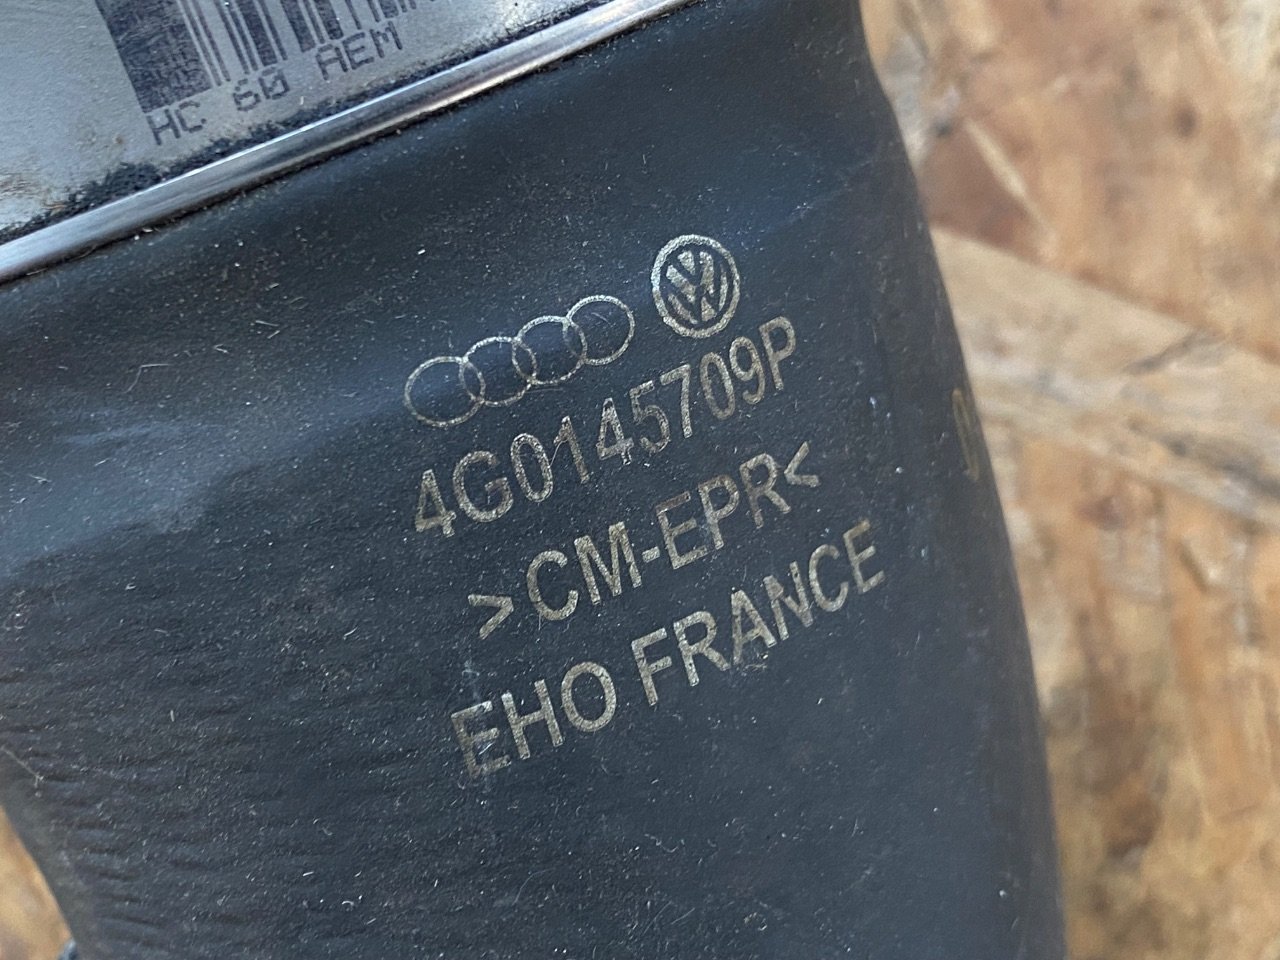 HC 60 AEM
4G0145709P
>CM-EPR<
EHO FRANCE